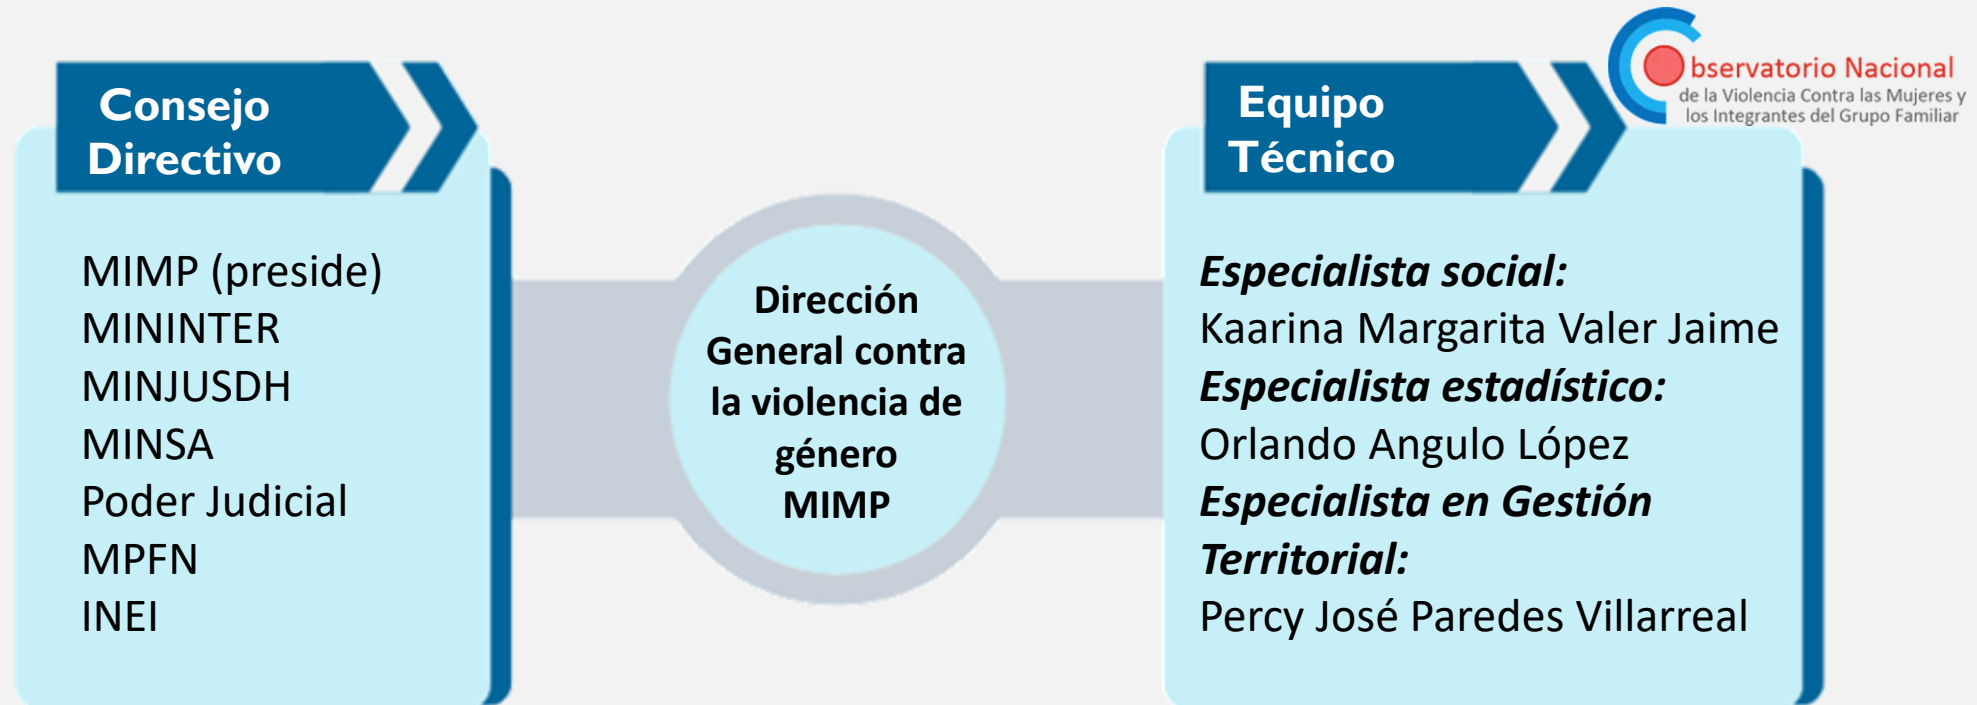 bservatorio Nacional
de la Violencia Contra las Mujeres y
los Integrantes del Grupo Familiar
Consejo
Directivo
MIMP (preside)
MININTER
MINJUSDH
MINSA
Poder Judicial
MPFN
INEI
Dirección
General contra
la violencia de
género
MIMP
Equipo
Técnico
Especialista social:
Kaarina Margarita Valer Jaime
Especialista estadístico:
Orlando Angulo López
Especialista en Gestión
Territorial:
Percy José Paredes Villarreal